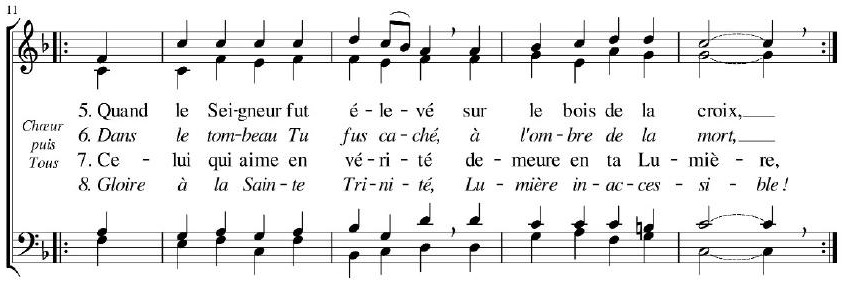 11
5. Quand le Sei-gneur fut é-le-vé sur le bois de la croix,
Chœur puis Tous
6. Dans le tom-beau Tu fus ca-ché, à l'om-bre de la mort,
7. Ce - lui qui aime en vé-ri-té de-meure en ta Lu-miè-re,
8. Gloire à la Sain-te Tri-ni-té, Lu-mière in-ac-ces-si-ble !